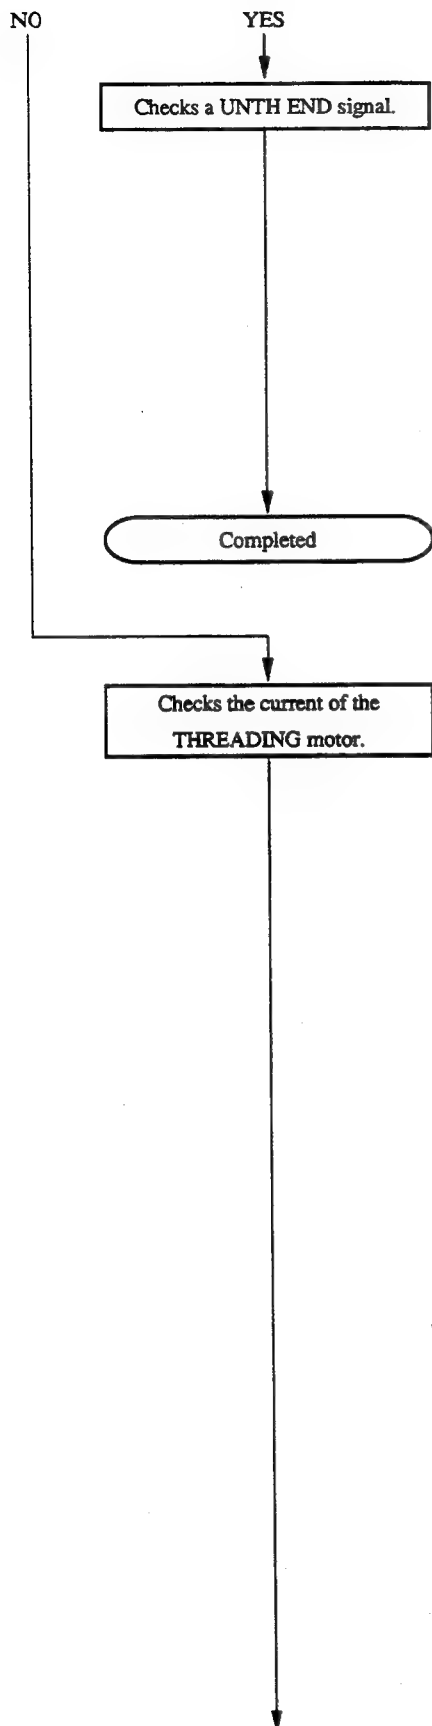 NO YES
Checks a UNTH END signal.
Completed
Checks the current of the
THREADING motor.